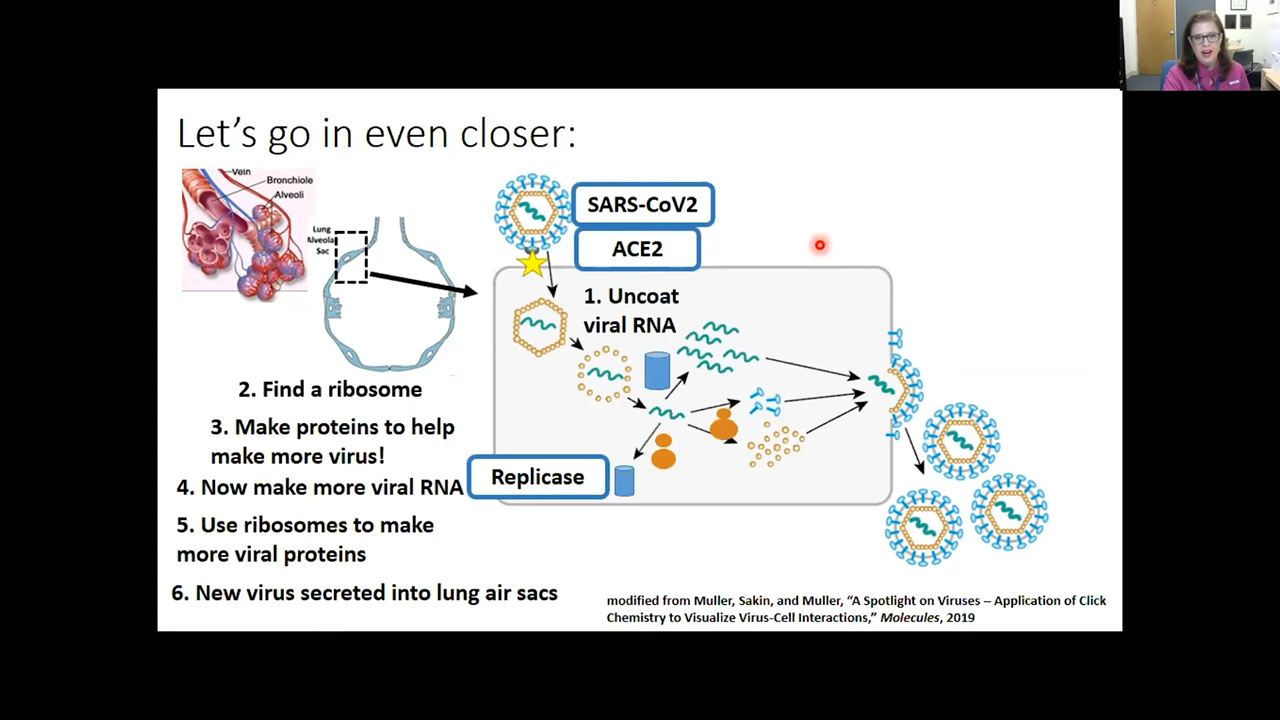 Let's go in even closer:
Vein
Bronchiole
Alveoli
Lung
Alveola
Sac
SARS-CoV2
ACE2
1. Uncoat
viral RNA
2. Find a ribosome
3. Make proteins to help
make more virus!
4. Now make more viral RNA
Replicase
5. Use ribosomes to make
more viral proteins
6. New virus secreted into lung air sacs
modified from Muller, Sakin, and Muller, “A Spotlight on Viruses – Application of Click
Chemistry to Visualize Virus-Cell Interactions,” Molecules, 2019